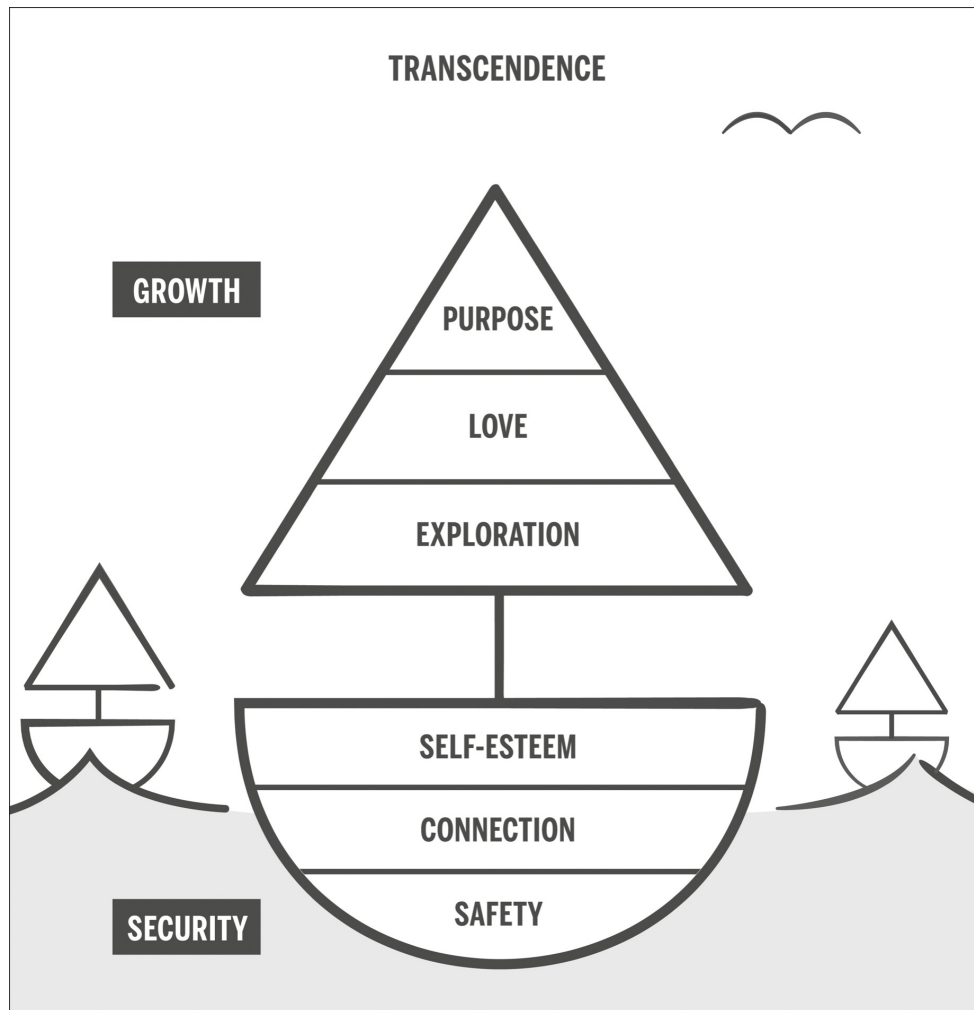 TRANSCENDENCE
GROWTH
PURPOSE
LOVE
EXPLORATION
SELF-ESTEEM
CONNECTION
SAFETY
SECURITY